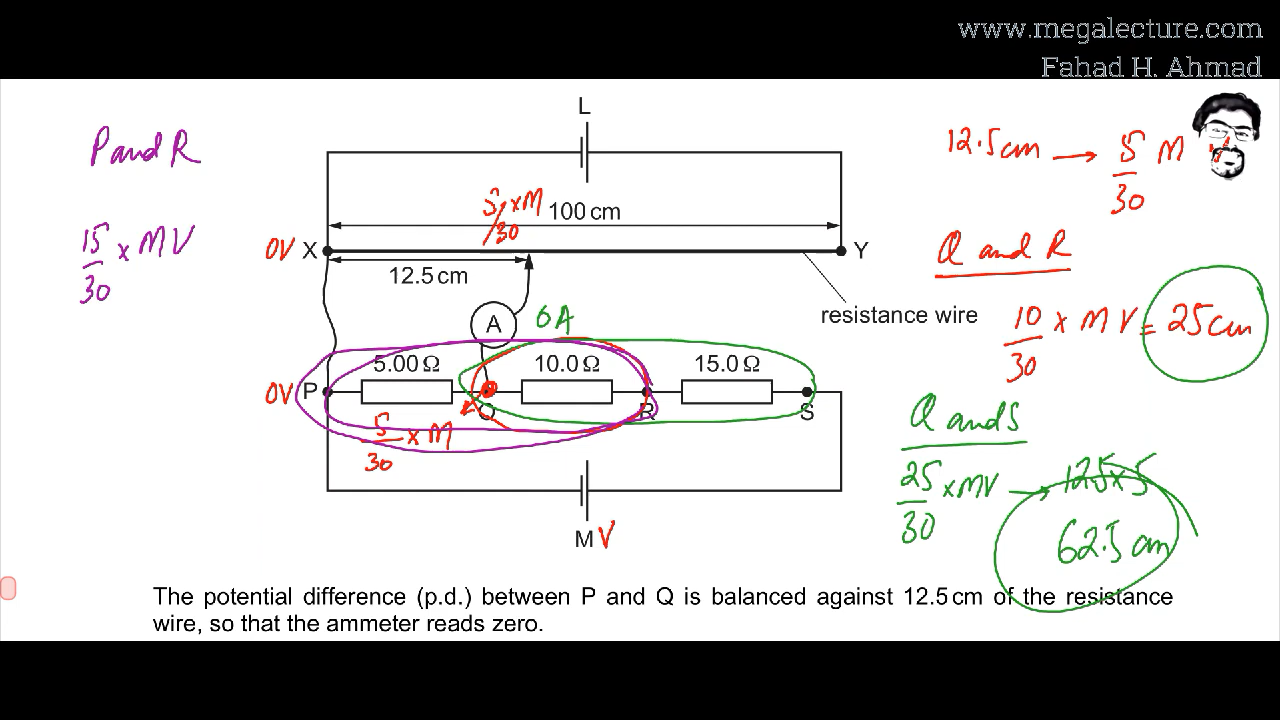 www.megalecture.com
Fahad H. Ahmad
L
P and R
12.5cm → 5/30 M V
5/30 × M
100 cm
15/30 × M V
0V X
Y
Q and R
12.5 cm
A
0A
resistance wire
10/30 × M V = 25cm
5.00 Ω
10.0 Ω
15.0 Ω
0V P
Q
R
S
5/30 × M
Q and S
25/30 × MV → 12.5 × 5
62.5 cm
M V
The potential difference (p.d.) between P and Q is balanced against 12.5 cm of the resistance
wire, so that the ammeter reads zero.